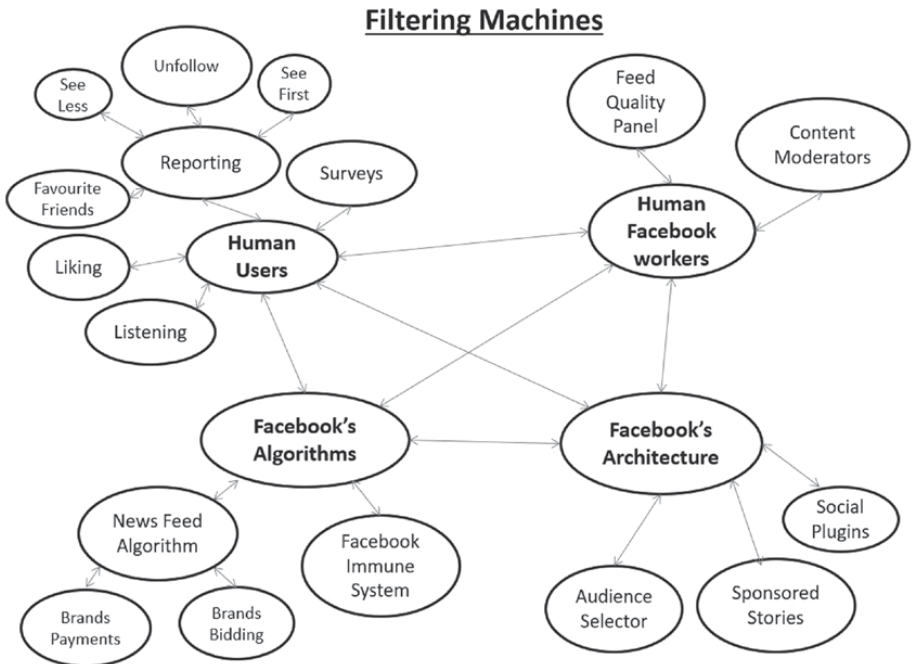 Filtering Machines
Unfollow
See
Less
See
First
Reporting
Surveys
Favourite
Friends
Human
Users
Liking
Listening
Feed
Quality
Panel
Content
Moderators
Human
Facebook
workers
Facebook's
Algorithms
Facebook's
Architecture
News Feed
Algorithm
Facebook
Immune
System
Brands
Payments
Brands
Bidding
Social
Plugins
Audience
Selector
Sponsored
Stories